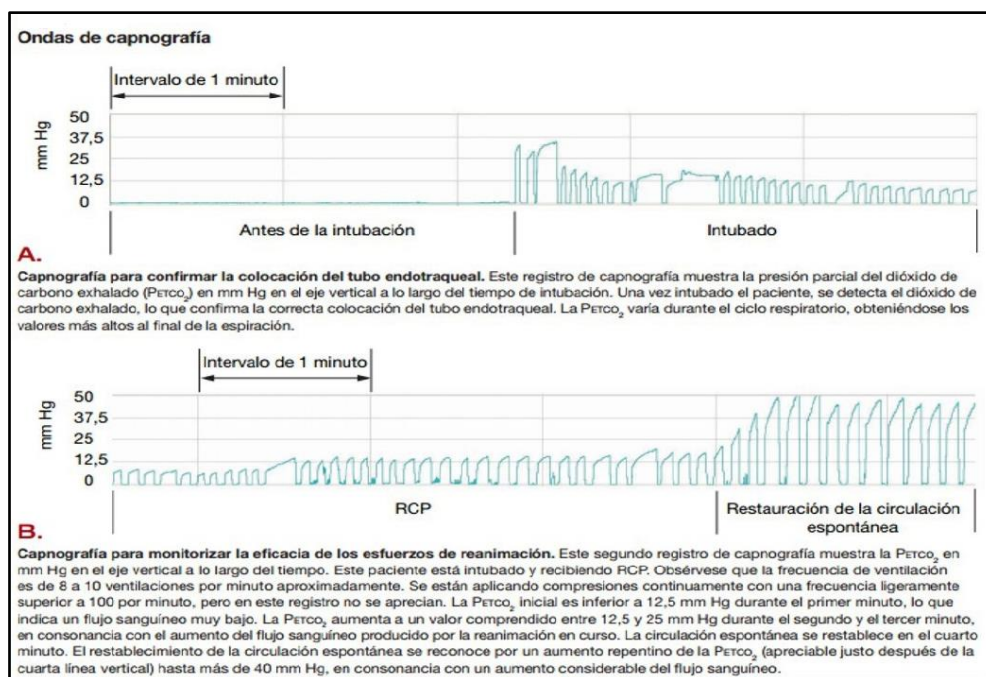 Ondas de capnografía
Intervalo de 1 minuto
mm Hg
50
37,5
25
12,5
0
Antes de la intubación
Intubado
A.
Capnografía para confirmar la colocación del tubo endotraqueal. Este registro de capnografía muestra la presión parcial del dióxido de
carbono exhalado (PETCO2) en mm Hg en el eje vertical a lo largo del tiempo de intubación. Una vez intubado el paciente, se detecta el dióxido de
carbono exhalado, lo que confirma la correcta colocación del tubo endotraqueal. La PETCO2 varía durante el ciclo respiratorio, obteniéndose los
valores más altos al final de la espiración.
Intervalo de 1 minuto
mm Hg
50
37,5
25
12,5
0
RCP
Restauración de la circulación
espontánea
B.
Capnografía para monitorizar la eficacia de los esfuerzos de reanimación. Este segundo registro de capnografía muestra la PETCO2 en
mm Hg en el eje vertical a lo largo del tiempo. Este paciente está intubado y recibiendo RCP. Obsérvese que la frecuencia de ventilación
es de 8 a 10 ventilaciones por minuto aproximadamente. Se están aplicando compresiones continuamente con una frecuencia ligeramente
superior a 100 por minuto, pero en este registro no se aprecian. La PETCO2 inicial es inferior a 12,5 mm Hg durante el primer minuto, lo que
indica un flujo sanguíneo muy bajo. La PETCO2 aumenta a un valor comprendido entre 12,5 y 25 mm Hg durante el segundo y el tercer minuto,
en consonancia con el aumento del flujo sanguíneo producido por la reanimación en curso. La circulación espontánea se restablece en el cuarto
minuto. El restablecimiento de la circulación espontánea se reconoce por un aumento repentino de la PETCO2 (apreciable justo después de la
cuarta línea vertical) hasta más de 40 mm Hg, en consonancia con un aumento considerable del flujo sanguíneo.